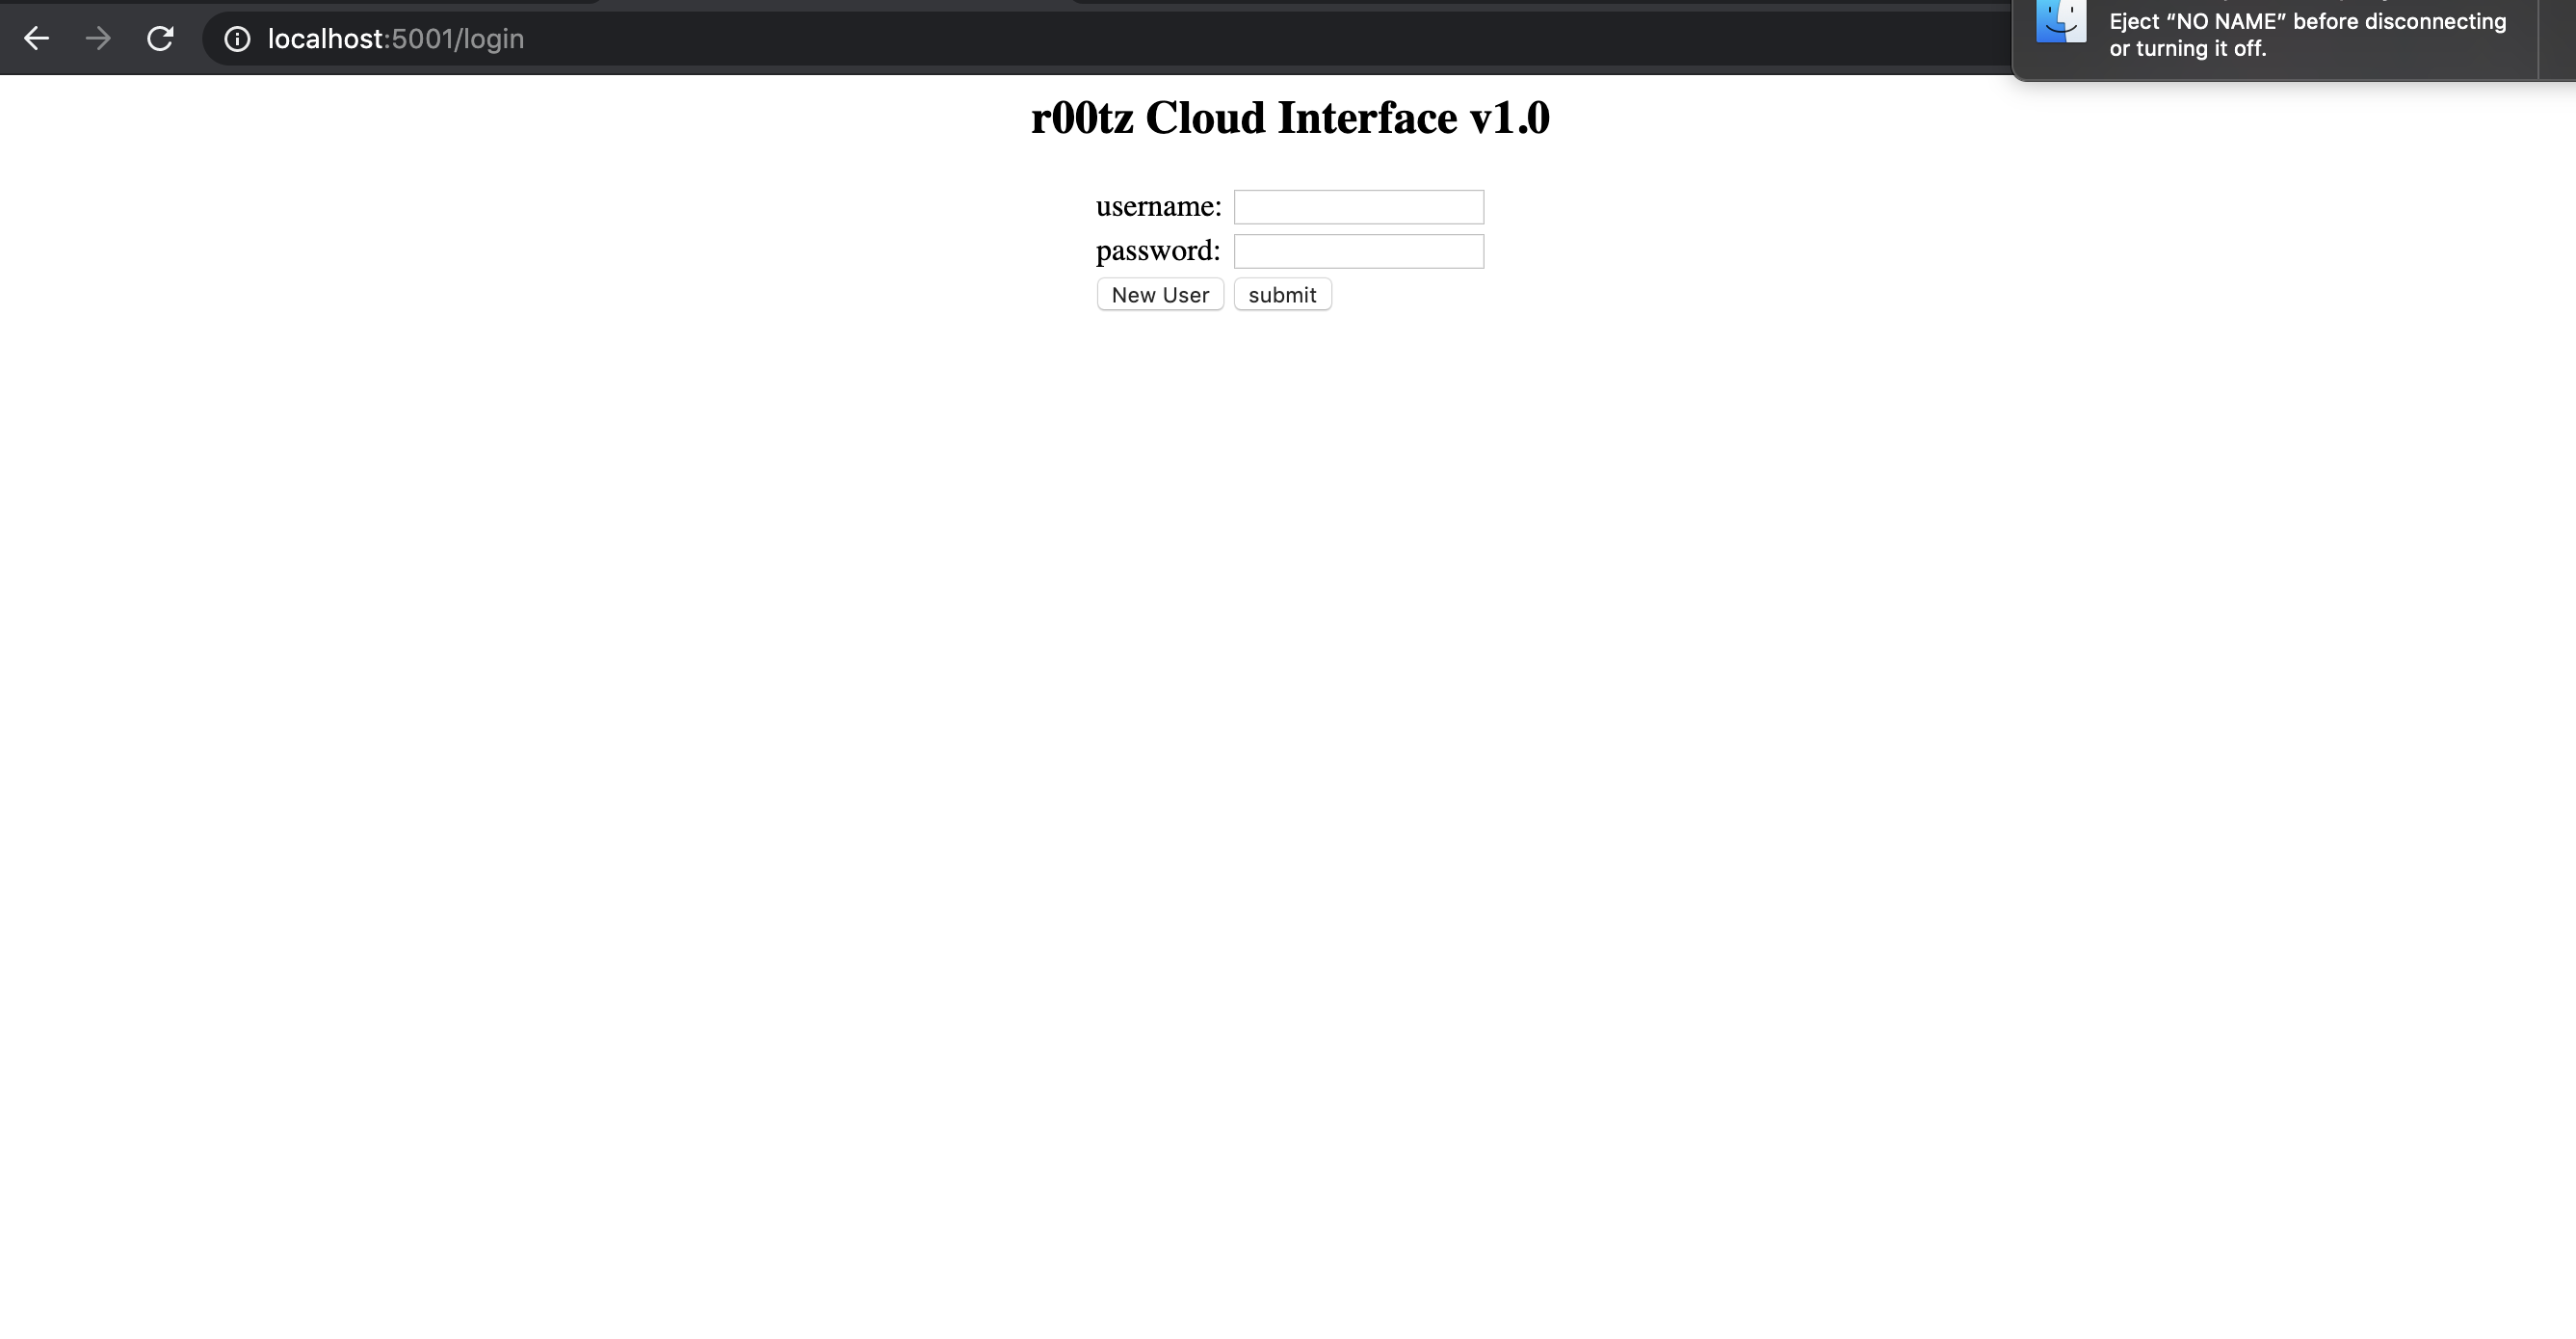 localhost:5001/login
Eject “NO NAME” before disconnecting
or turning it off.
r00tz Cloud Interface v1.0
username:
password:
New User submit